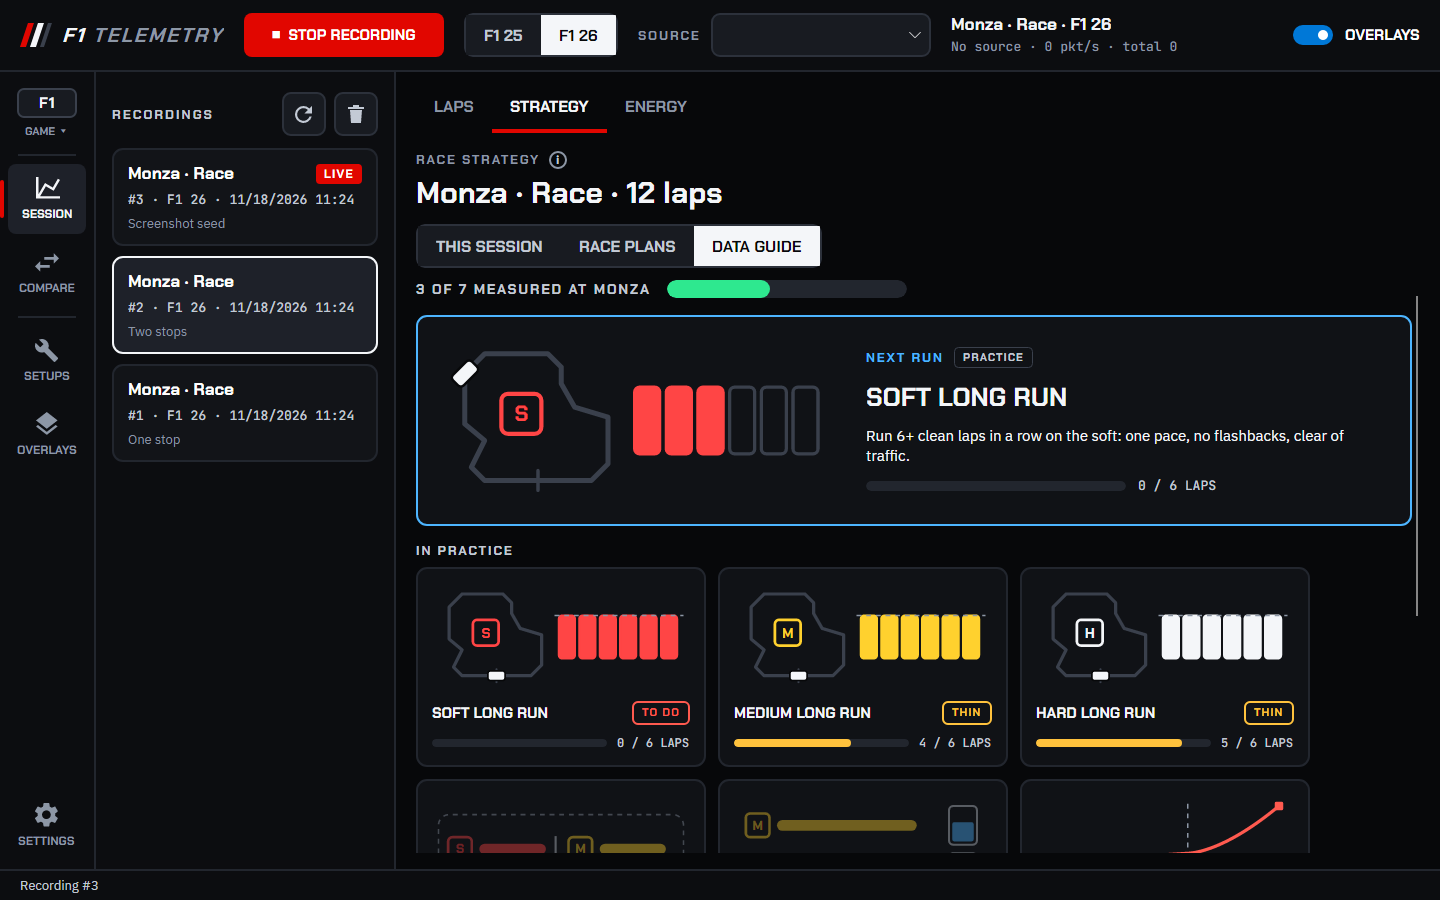 F1 TELEMETRY
STOP RECORDING
F1 25
F1 26
SOURCE
Monza · Race · F1 26
No source · 0 pkt/s · total 0
OVERLAYS
F1
GAME
SESSION
COMPARE
SETUPS
OVERLAYS
SETTINGS
RECORDINGS
Monza · Race
LIVE
#3 · F1 26 · 11/18/2026 11:24
Screenshot seed
Monza · Race
#2 · F1 26 · 11/18/2026 11:24
Two stops
Monza · Race
#1 · F1 26 · 11/18/2026 11:24
One stop
LAPS
STRATEGY
ENERGY
RACE STRATEGY
Monza · Race · 12 laps
THIS SESSION
RACE PLANS
DATA GUIDE
3 OF 7 MEASURED AT MONZA
S
NEXT RUN
PRACTICE
SOFT LONG RUN
Run 6+ clean laps in a row on the soft: one pace, no flashbacks, clear of
traffic.
0 / 6 LAPS
IN PRACTICE
S
SOFT LONG RUN
TO DO
0 / 6 LAPS
M
MEDIUM LONG RUN
THIN
4 / 6 LAPS
H
HARD LONG RUN
THIN
5 / 6 LAPS
S
M
M
Recording #3